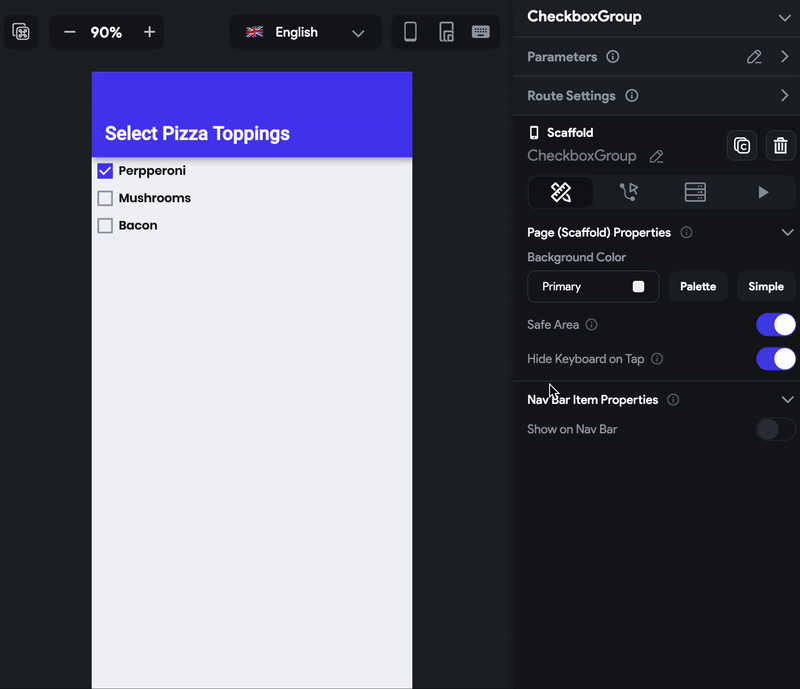 90%
English
Select Pizza Toppings
Perpperoni
Mushrooms
Bacon
CheckboxGroup
Parameters
Route Settings
Scaffold
CheckboxGroup
Page (Scaffold) Properties
Background Color
Primary
Palette
Simple
Safe Area
Hide Keyboard on Tap
Nav Bar Item Properties
Show on Nav Bar